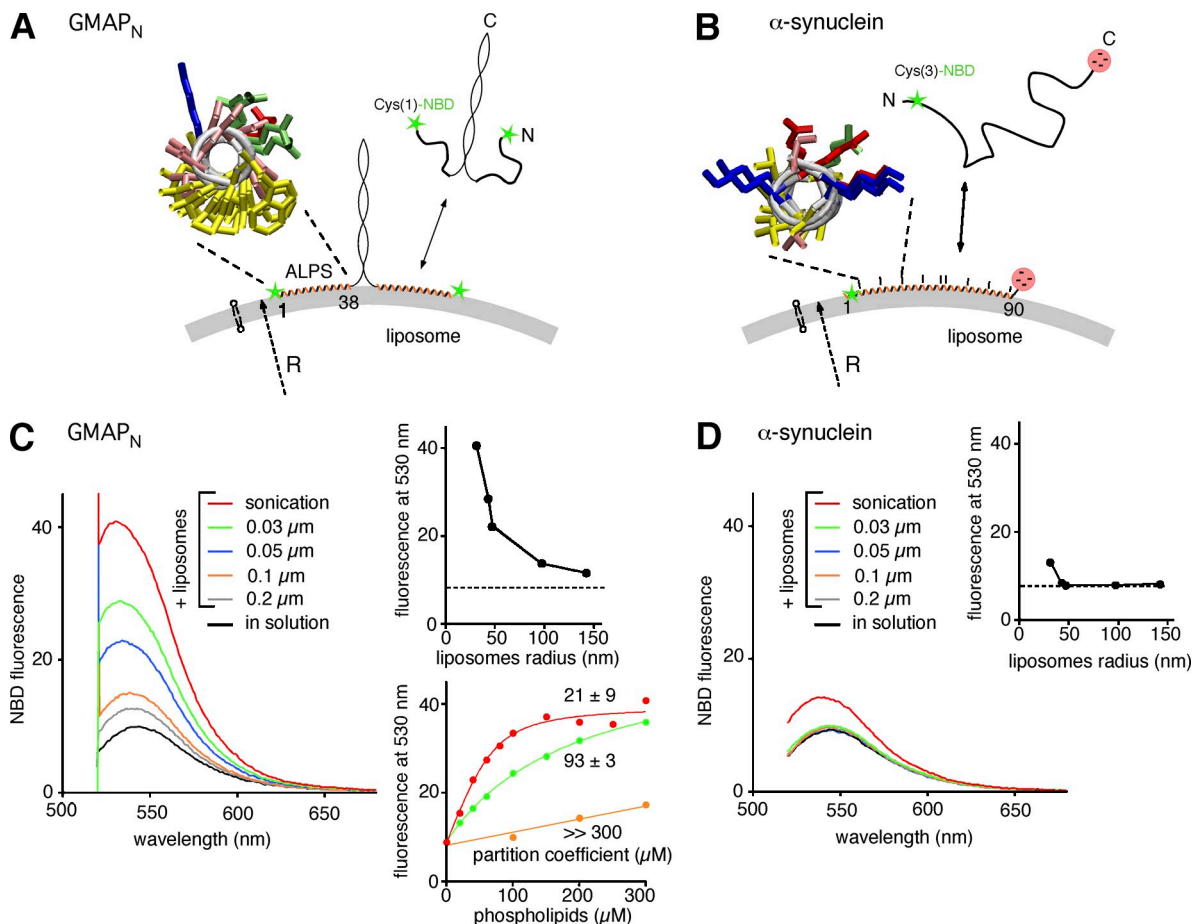 A
GMAPN
C
Cys(1)-NBD
N
ALPS
1
38
liposome
R
B
α-synuclein
C
Cys(3)-NBD
N
1
90
liposome
R
C
GMAPN
NBD fluorescence
40
20
0
500
550
600
650
wavelength (nm)
+ liposomes
sonication
0.03 µm
0.05 µm
0.1 µm
0.2 µm
in solution
fluorescence at 530 nm
40
20
0
0
50
100
150
liposomes radius (nm)
fluorescence at 530 nm
40
20
0
21 ± 9
93 ± 3
>> 300
partition coefficient (µM)
0
100
200
300
phospholipids (µM)
D
α-synuclein
NBD fluorescence
40
20
0
500
550
600
650
wavelength (nm)
+ liposomes
sonication
0.03 µm
0.05 µm
0.1 µm
0.2 µm
in solution
fluorescence at 530 nm
40
20
0
0
50
100
150
liposomes radius (nm)